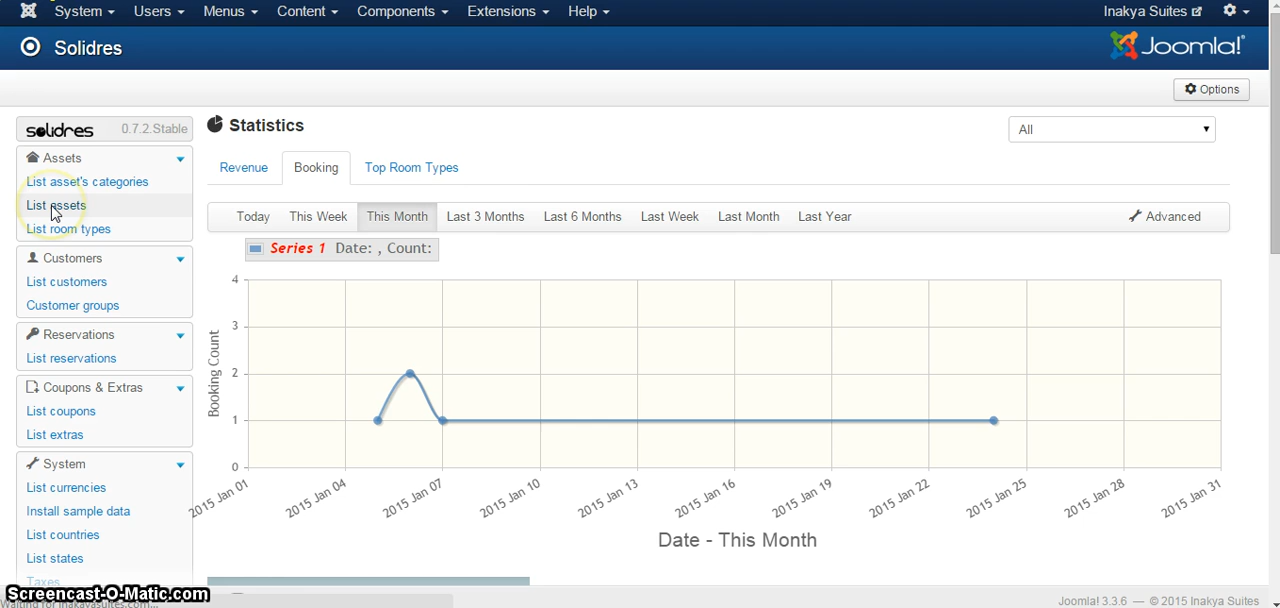 System Users Menus Content Components Extensions Help Inakya Suites
Solidres Joomla!
Options
solidres 0.7.2.Stable
Assets
List asset's categories
List assets
List room types
Customers
List customers
Customer groups
Reservations
List reservations
Coupons & Extras
List coupons
List extras
System
List currencies
Install sample data
List countries
List states
Taxes
Statistics All
Revenue Booking Top Room Types
Today This Week This Month Last 3 Months Last 6 Months Last Week Last Month Last Year Advanced
Series 1 Date: , Count:
4
3
2
1
0
Booking Count
2015 Jan 01 2015 Jan 04 2015 Jan 07 2015 Jan 10 2015 Jan 13 2015 Jan 16 2015 Jan 19 2015 Jan 22 2015 Jan 25 2015 Jan 28 2015 Jan 31
Date - This Month
Screencast-O-Matic.com
Joomla! 3.3.6 — © 2015 Inakya Suites